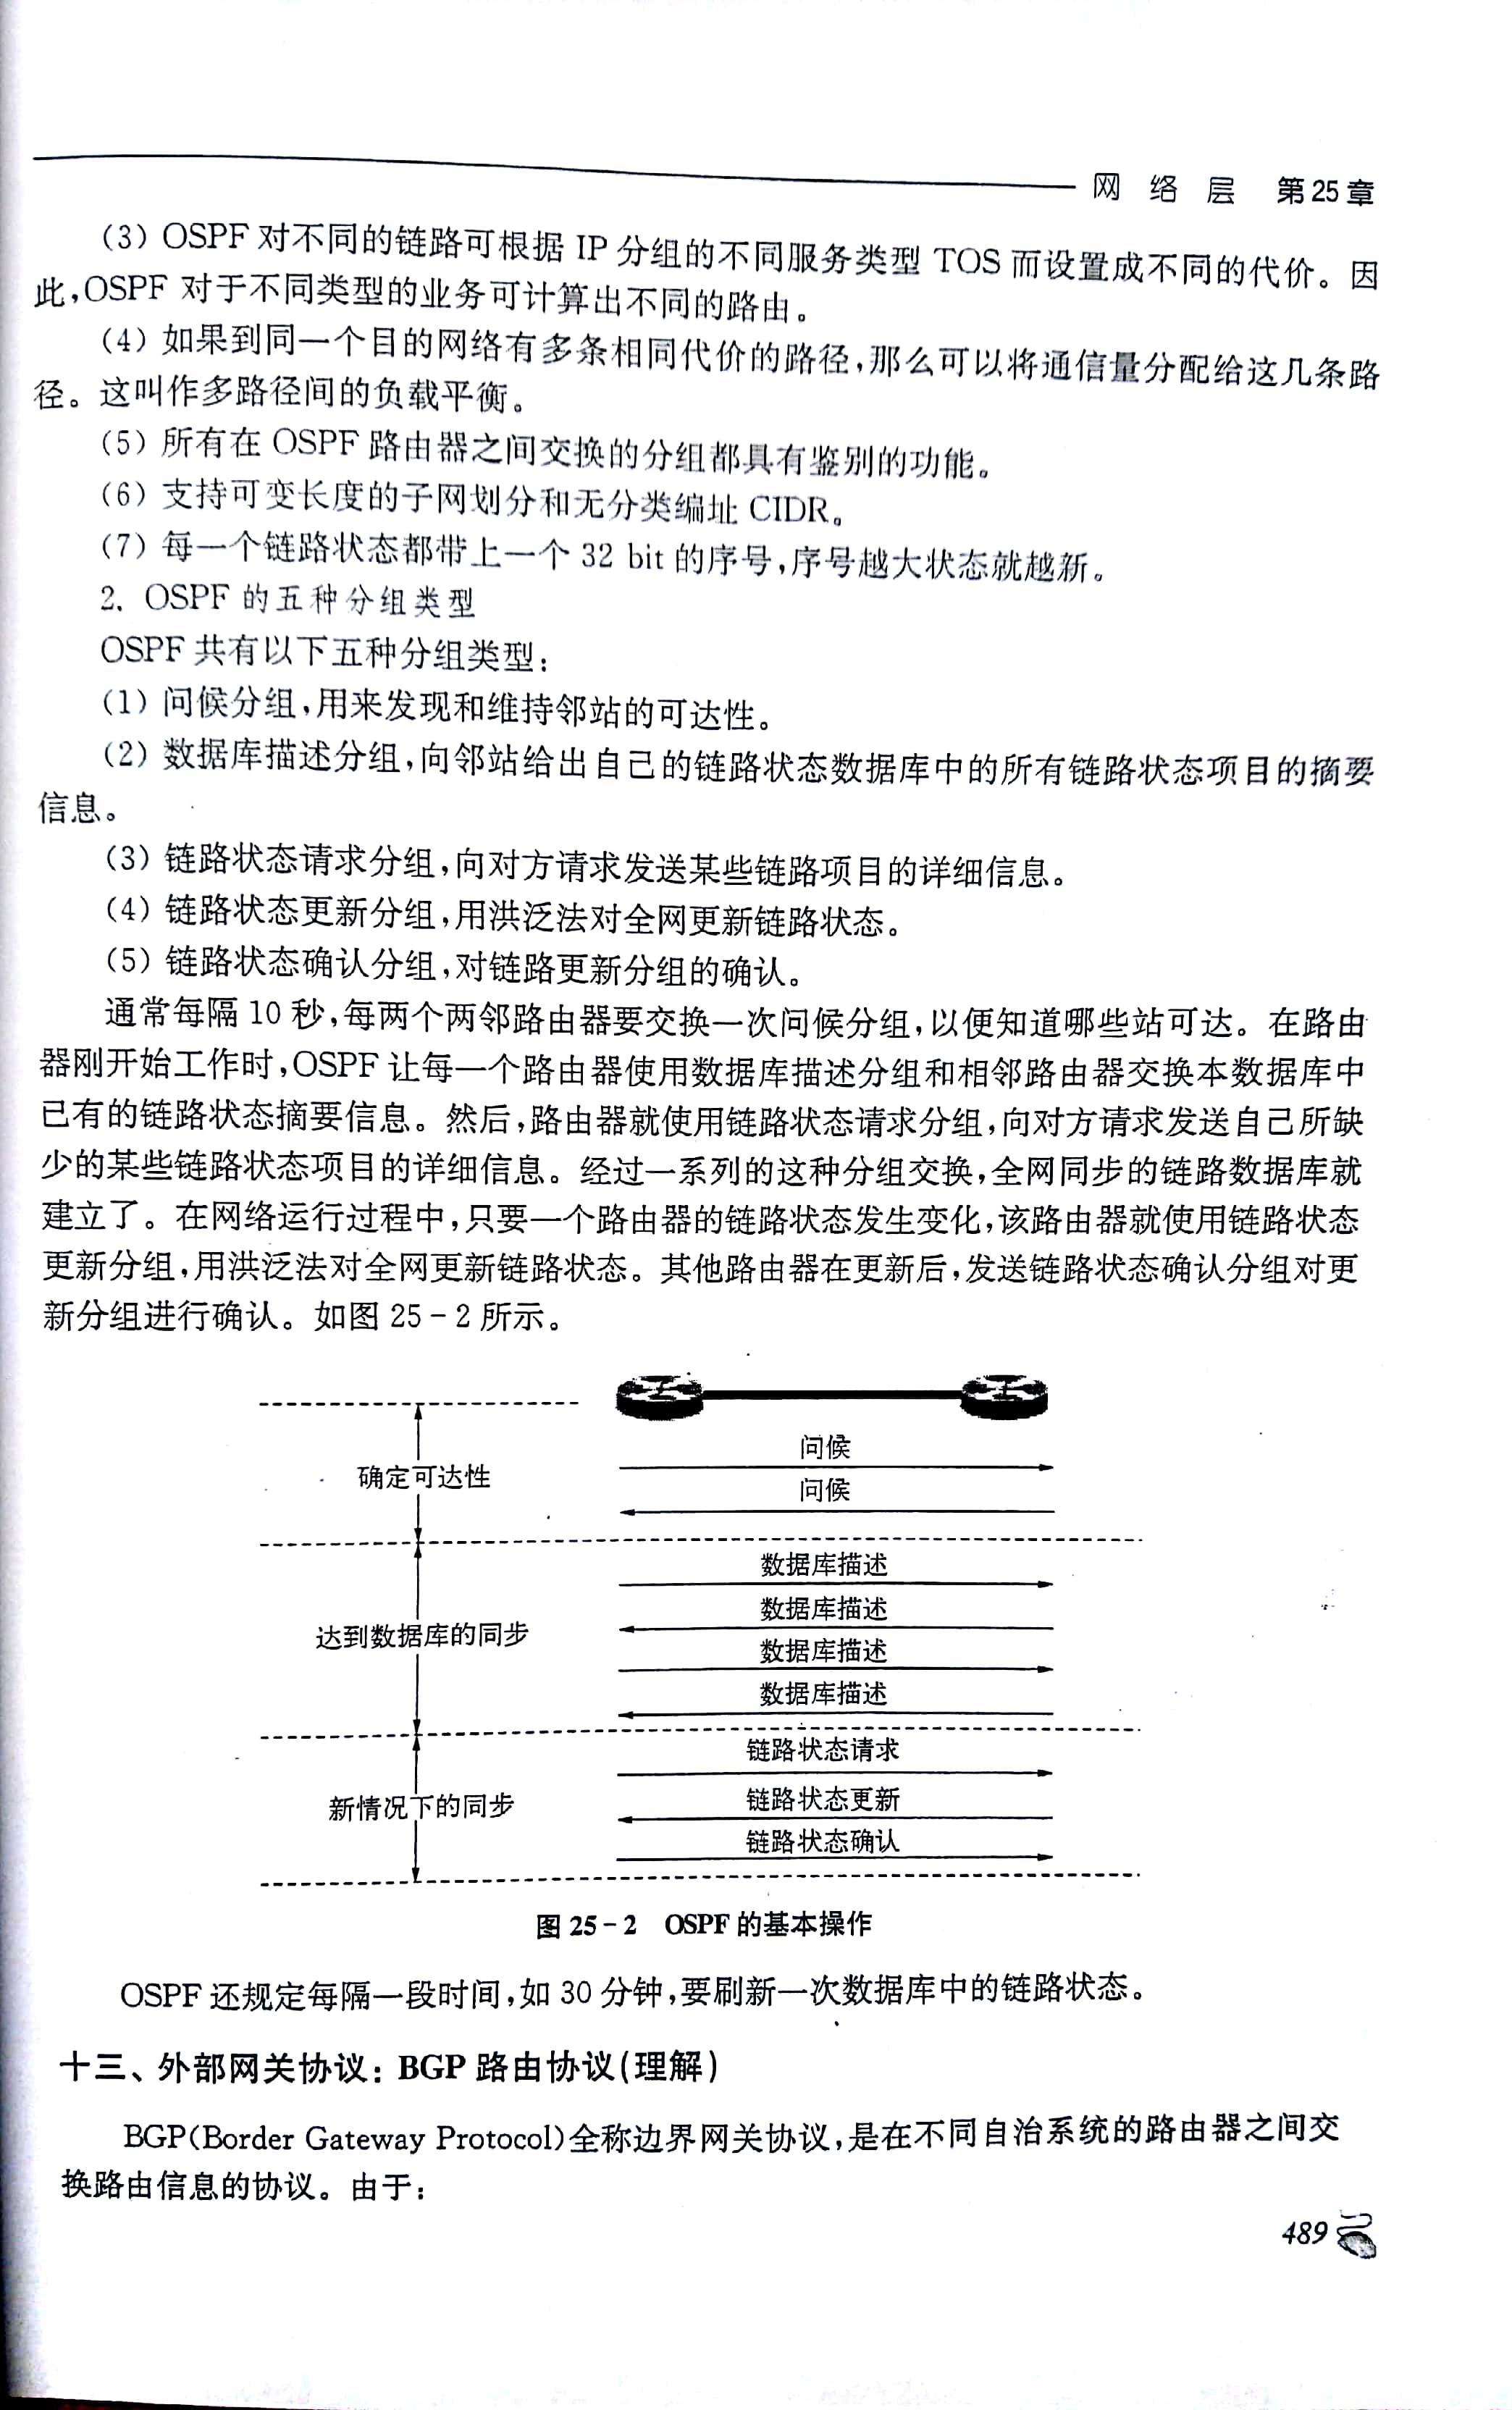 网 络 层 第25章
(3) OSPF 对不同的链路可根据 IP 分组的不同服务类型 TOS 而设置成不同的代价。因
此,OSPF 对于不同类型的业务可计算出不同的路由。
(4) 如果到同一个目的网络有多条相同代价的路径,那么可以将通信量分配给这几条路
径。这叫作多路径间的负载平衡。
(5) 所有在 OSPF 路由器之间交换的分组都具有鉴别的功能。
(6) 支持可变长度的子网划分和无分类编址 CIDR。
(7) 每一个链路状态都带上一个 32 bit 的序号,序号越大状态就越新。
2. OSPF 的五种分组类型
OSPF 共有以下五种分组类型:
(1) 问候分组,用来发现和维持邻站的可达性。
(2) 数据库描述分组,向邻站给出自己的链路状态数据库中的所有链路状态项目的摘要
信息。
(3) 链路状态请求分组,向对方请求发送某些链路项目的详细信息。
(4) 链路状态更新分组,用洪泛法对全网更新链路状态。
(5) 链路状态确认分组,对链路更新分组的确认。
通常每隔 10 秒,每两个两邻路由器要交换一次问候分组,以便知道哪些站可达。在路由
器刚开始工作时,OSPF 让每一个路由器使用数据库描述分组和相邻路由器交换本数据库中
已有的链路状态摘要信息。然后,路由器就使用链路状态请求分组,向对方请求发送自己所缺
少的某些链路状态项目的详细信息。经过一系列的这种分组交换,全网同步的链路数据库就
建立了。在网络运行过程中,只要一个路由器的链路状态发生变化,该路由器就使用链路状态
更新分组,用洪泛法对全网更新链路状态。其他路由器在更新后,发送链路状态确认分组对更
新分组进行确认。如图 25-2 所示。
问候
确定可达性
问候
数据库描述
数据库描述
达到数据库的同步
数据库描述
数据库描述
链路状态请求
链路状态更新
新情况下的同步
链路状态确认
图 25-2 OSPF 的基本操作
OSPF 还规定每隔一段时间,如 30 分钟,要刷新一次数据库中的链路状态。
十三、外部网关协议: BGP 路由协议(理解)
BGP(Border Gateway Protocol)全称边界网关协议,是在不同自治系统的路由器之间交
换路由信息的协议。由于:
489